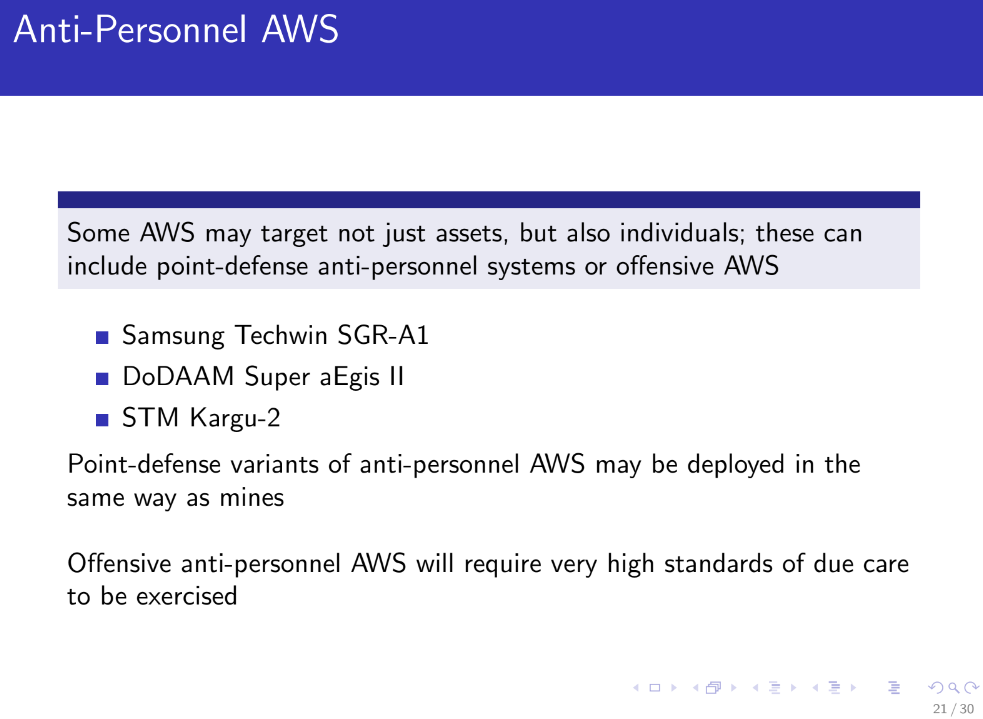 Anti-Personnel AWS
Some AWS may target not just assets, but also individuals; these can
include point-defense anti-personnel systems or offensive AWS
Samsung Techwin SGR-A1
DoDAAM Super aEgis II
STM Kargu-2
Point-defense variants of anti-personnel AWS may be deployed in the
same way as mines
Offensive anti-personnel AWS will require very high standards of due care
to be exercised
21 / 30